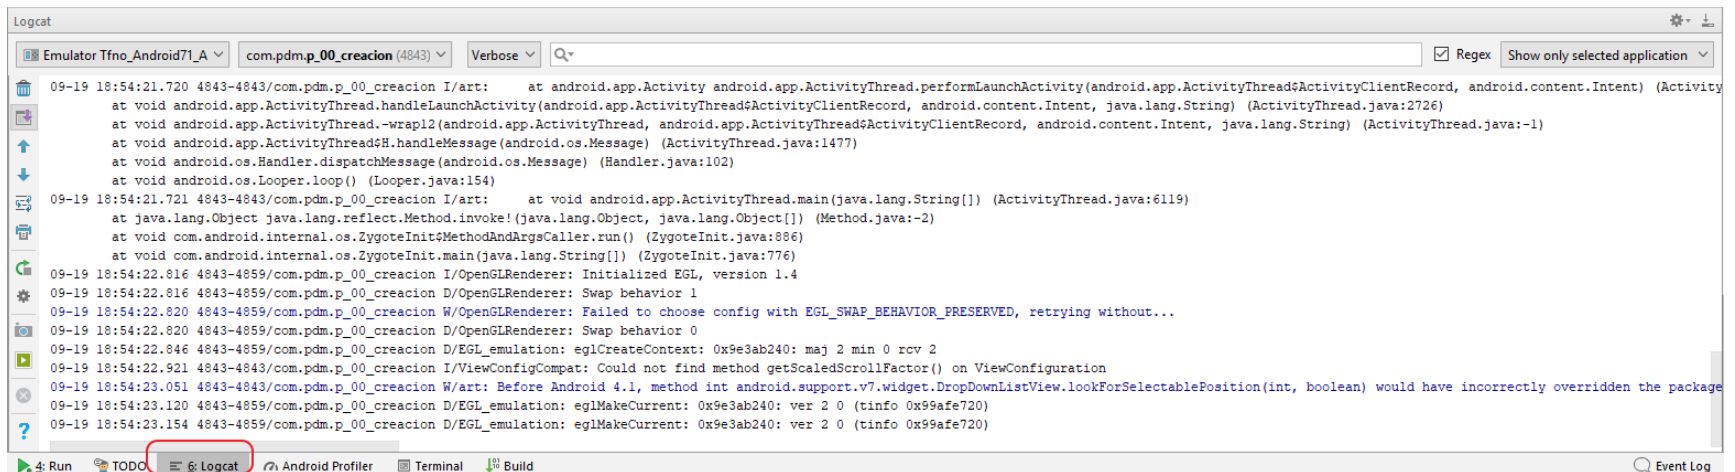 Logcat
Emulator Tfno_Android71_A com.pdm.p_00_creacion (4843) Verbose Regex Show only selected application
09-19 18:54:21.720 4843-4843/com.pdm.p_00_creacion I/art:     at android.app.Activity android.app.ActivityThread.performLaunchActivity(android.app.ActivityThread$ActivityClientRecord, android.content.Intent) (Activity
at void android.app.ActivityThread.handleLaunchActivity(android.app.ActivityThread$ActivityClientRecord, android.content.Intent, java.lang.String) (ActivityThread.java:2726)
at void android.app.ActivityThread.-wrap12(android.app.ActivityThread, android.app.ActivityThread$ActivityClientRecord, android.content.Intent, java.lang.String) (ActivityThread.java:-1)
at void android.app.ActivityThread$H.handleMessage(android.os.Message) (ActivityThread.java:1477)
at void android.os.Handler.dispatchMessage(android.os.Message) (Handler.java:102)
at void android.os.Looper.loop() (Looper.java:154)
09-19 18:54:21.721 4843-4843/com.pdm.p_00_creacion I/art:     at void android.app.ActivityThread.main(java.lang.String[]) (ActivityThread.java:6119)
at java.lang.Object java.lang.reflect.Method.invoke!(java.lang.Object, java.lang.Object[]) (Method.java:-2)
at void com.android.internal.os.ZygoteInit$MethodAndArgsCaller.run() (ZygoteInit.java:886)
at void com.android.internal.os.ZygoteInit.main(java.lang.String[]) (ZygoteInit.java:776)
09-19 18:54:22.816 4843-4859/com.pdm.p_00_creacion I/OpenGLRenderer: Initialized EGL, version 1.4
09-19 18:54:22.816 4843-4859/com.pdm.p_00_creacion D/OpenGLRenderer: Swap behavior 1
09-19 18:54:22.820 4843-4859/com.pdm.p_00_creacion W/OpenGLRenderer: Failed to choose config with EGL_SWAP_BEHAVIOR_PRESERVED, retrying without...
09-19 18:54:22.820 4843-4859/com.pdm.p_00_creacion D/OpenGLRenderer: Swap behavior 0
09-19 18:54:22.846 4843-4859/com.pdm.p_00_creacion D/EGL_emulation: eglCreateContext: 0x9e3ab240: maj 2 min 0 rcv 2
09-19 18:54:22.921 4843-4843/com.pdm.p_00_creacion I/ViewConfigCompat: Could not find method getScaledScrollFactor() on ViewConfiguration
09-19 18:54:23.051 4843-4843/com.pdm.p_00_creacion W/art: Before Android 4.1, method int android.support.v7.widget.DropDownListView.lookForSelectablePosition(int, boolean) would have incorrectly overridden the package
09-19 18:54:23.120 4843-4859/com.pdm.p_00_creacion D/EGL_emulation: eglMakeCurrent: 0x9e3ab240: ver 2 0 (tinfo 0x99afe720)
09-19 18:54:23.154 4843-4859/com.pdm.p_00_creacion D/EGL_emulation: eglMakeCurrent: 0x9e3ab240: ver 2 0 (tinfo 0x99afe720)
4: Run TODO 6: Logcat Android Profiler Terminal Build Event Log